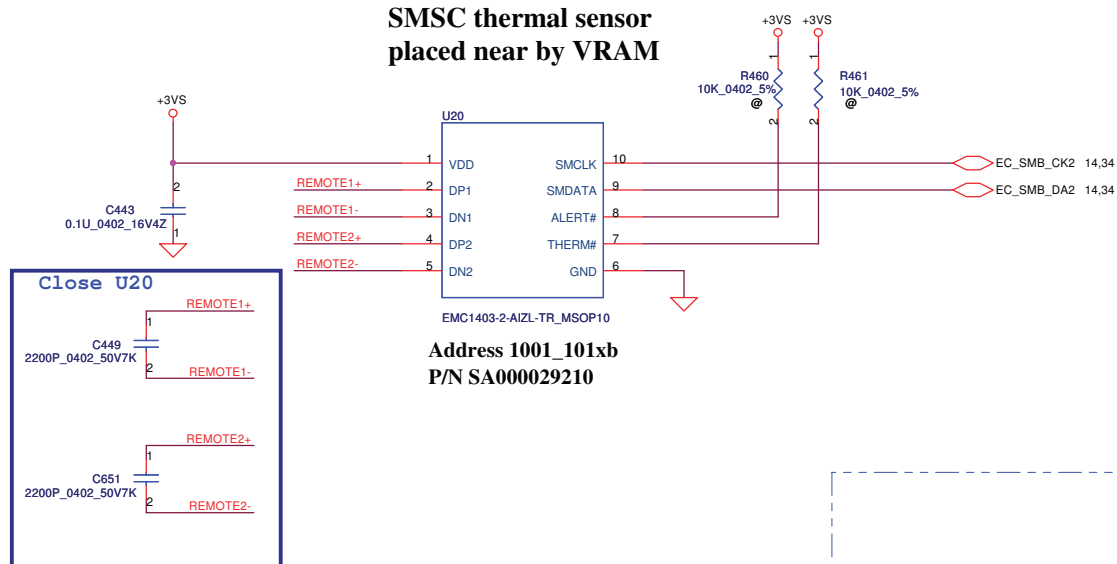 SMSC thermal sensor
placed near by VRAM
+3VS
+3VS
1
1
R460
10K_0402_5%
@
R461
10K_0402_5%
@
2
2
+3VS
2
C443
0.1U_0402_16V4Z
1
U20
1
VDD
SMCLK
10
EC_SMB_CK2 14,34
REMOTE1+
2
DP1
SMDATA
9
EC_SMB_DA2 14,34
REMOTE1-
3
DN1
ALERT#
8
REMOTE2+
4
DP2
THERM#
7
REMOTE2-
5
DN2
GND
6
EMC1403-2-AIZL-TR_MSOP10
Address 1001_101xb
P/N SA000029210
Close U20
REMOTE1+
1
C449
2200P_0402_50V7K
2
REMOTE1-
REMOTE2+
1
C651
2200P_0402_50V7K
2
REMOTE2-